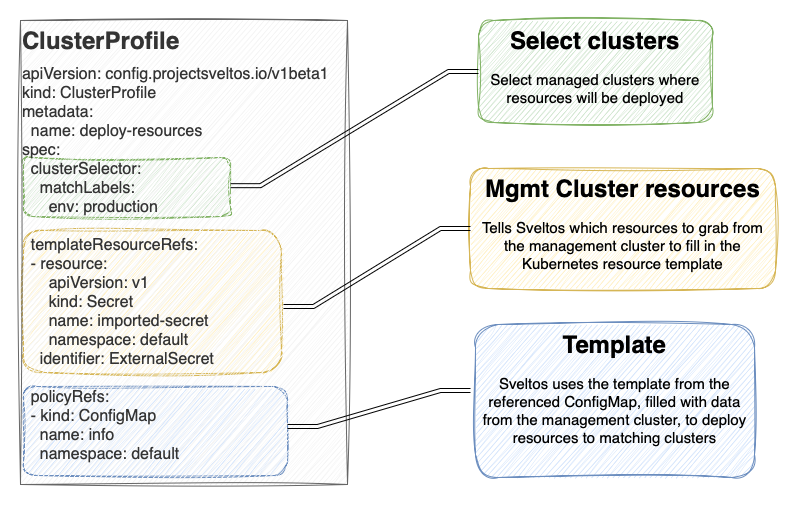 ClusterProfile
apiVersion: config.projectsveltos.io/v1beta1
kind: ClusterProfile
metadata:
name: deploy-resources
spec:
clusterSelector:
matchLabels:
env: production
templateResourceRefs:
- resource:
apiVersion: v1
kind: Secret
name: imported-secret
namespace: default
identifier: ExternalSecret
policyRefs:
- kind: ConfigMap
name: info
namespace: default
Select clusters
Select managed clusters where
resources will be deployed
Mgmt Cluster resources
Tells Sveltos which resources to grab from
the management cluster to fill in the
Kubernetes resource template
Template
Sveltos uses the template from the
referenced ConfigMap, filled with data
from the management cluster, to deploy
resources to matching clusters